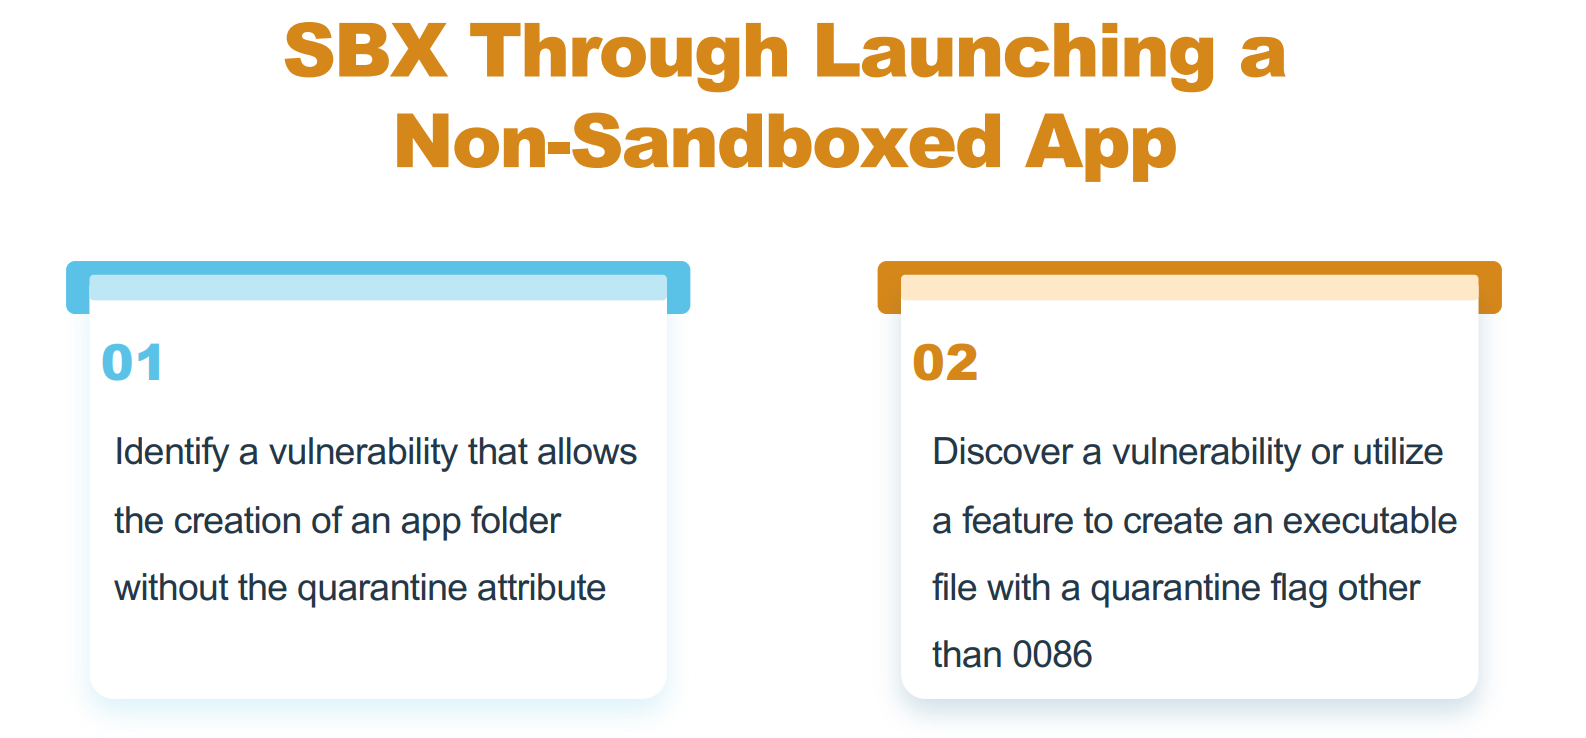 SBX Through Launching a
Non-Sandboxed App
01
Identify a vulnerability that allows
the creation of an app folder
without the quarantine attribute
02
Discover a vulnerability or utilize
a feature to create an executable
file with a quarantine flag other
than 0086